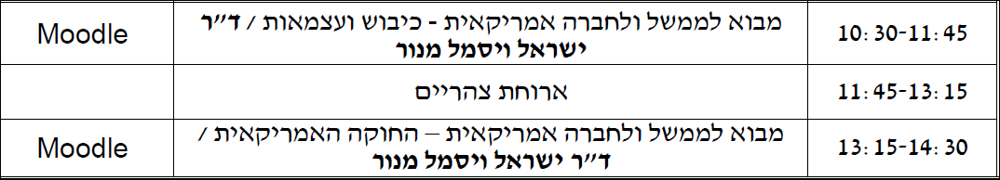 10:30-11:45 מבוא לממשל ולחברה אמריקאית - כיבוש ועצמאות / ד"ר Moodle
ישראל ויסמל מנור
11:45-13:15 ארוחת צהריים
13:15-14:30 מבוא לממשל ולחברה אמריקאית – החוקה האמריקאית / Moodle
ד"ר ישראל ויסמל מנור